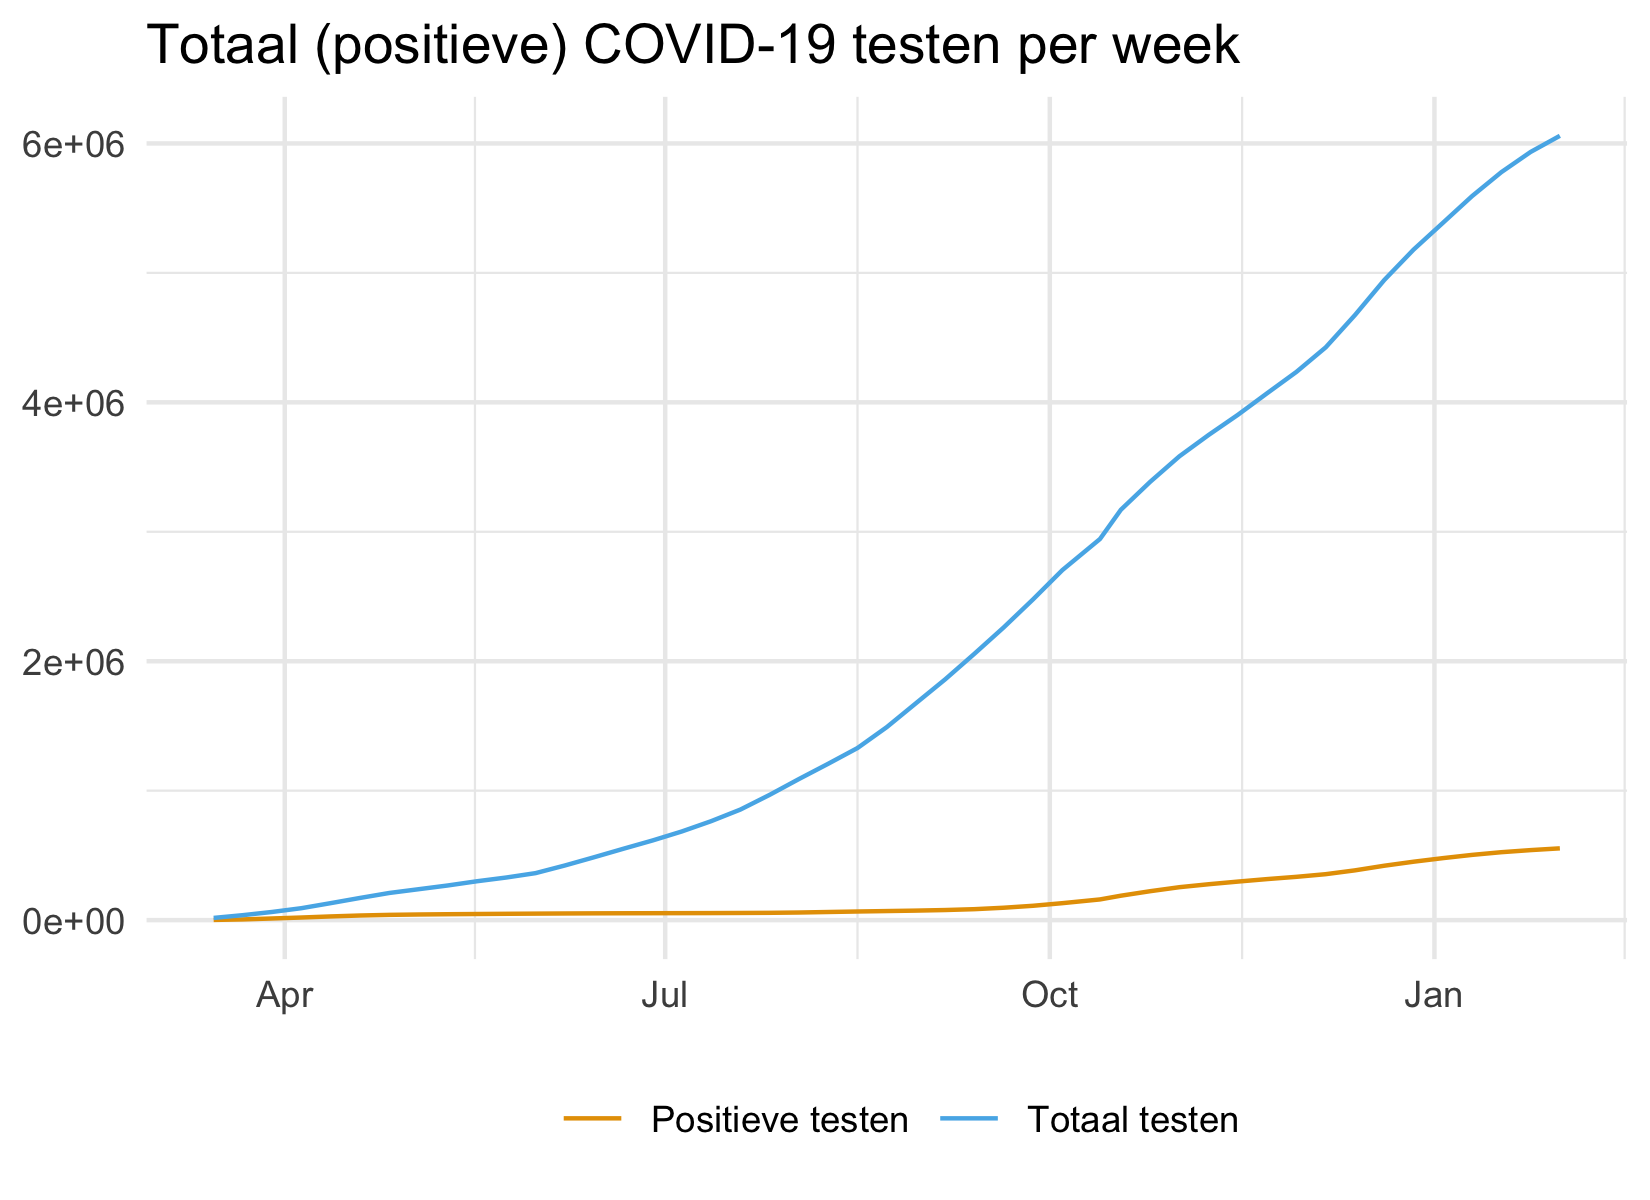 Totaal (positieve) COVID-19 testen per week
6e+06
4e+06
2e+06
0e+00
Apr Jul Oct Jan
Positieve testen Totaal testen